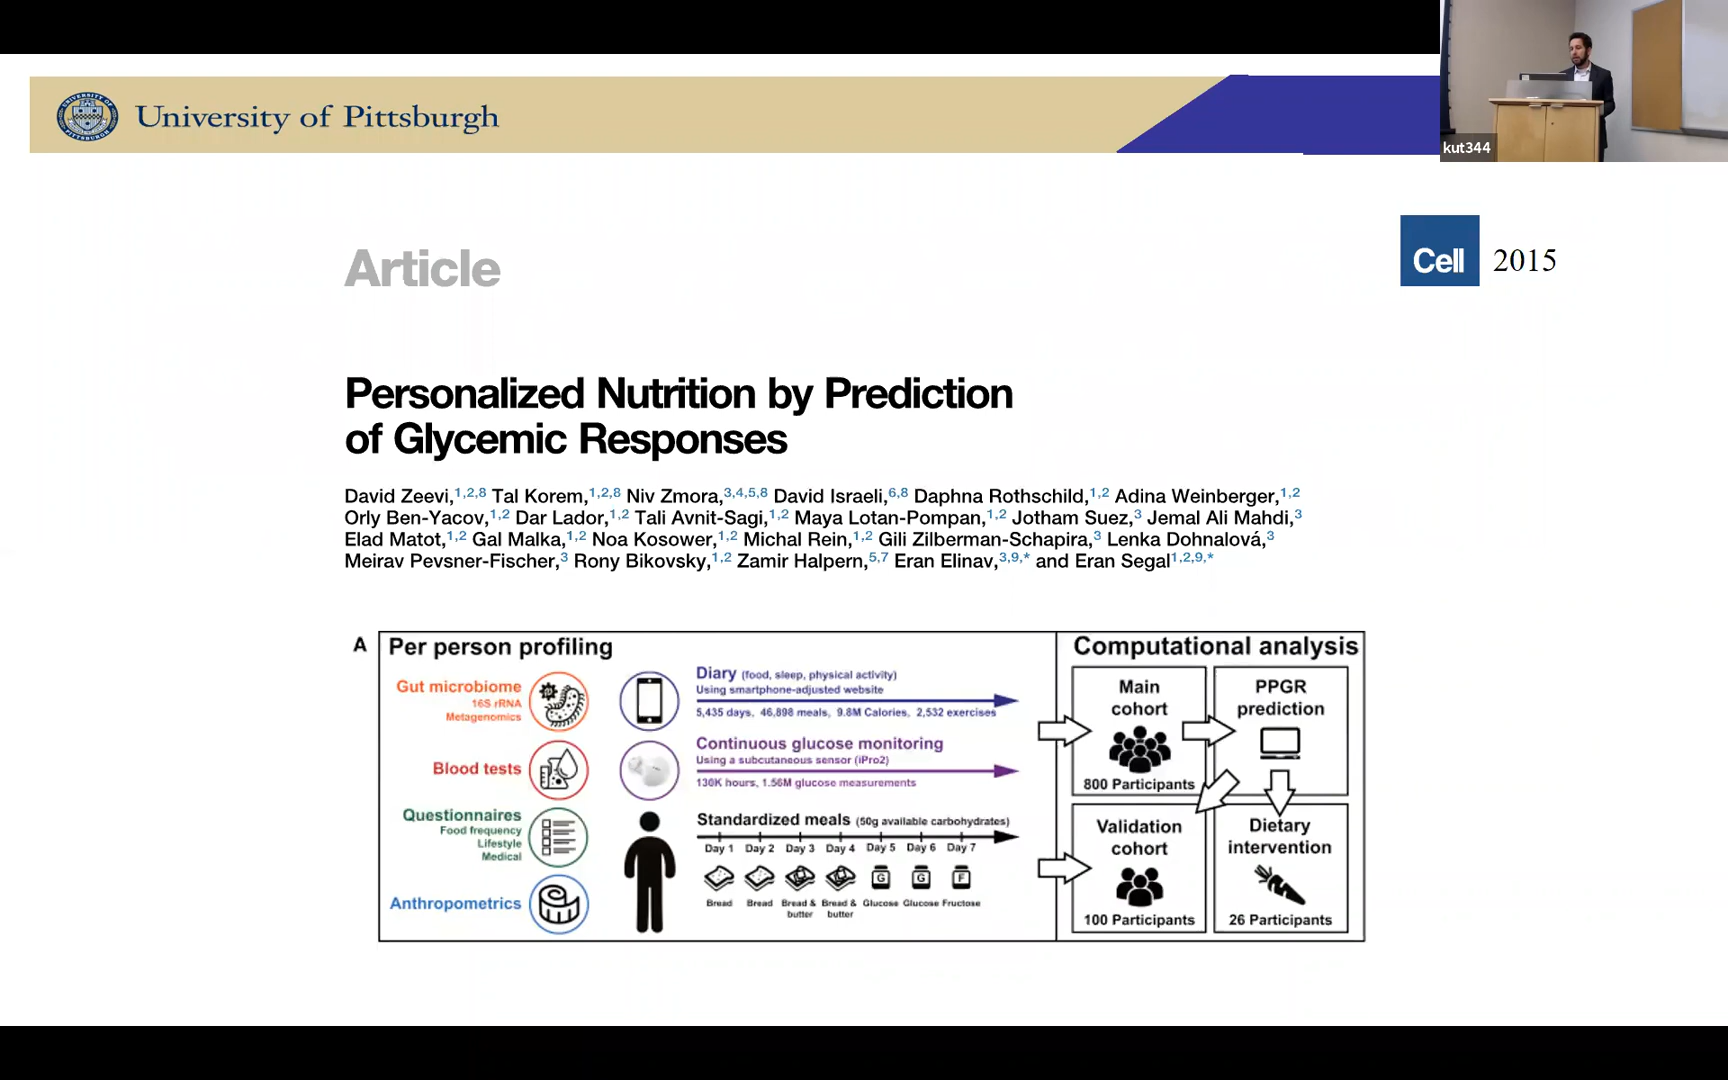 University of Pittsburgh
kut344
Article
Cell 2015
Personalized Nutrition by Prediction
of Glycemic Responses
David Zeevi,1,2,8 Tal Korem,1,2,8 Niv Zmora,3,4,5,8 David Israeli,6,8 Daphna Rothschild,1,2 Adina Weinberger,1,2
Orly Ben-Yacov,1,2 Dar Lador,1,2 Tali Avnit-Sagi,1,2 Maya Lotan-Pompan,1,2 Jotham Suez,3 Jemal Ali Mahdi,3
Elad Matot,1,2 Gal Malka,1,2 Noa Kosower,1,2 Michal Rein,1,2 Gili Zilberman-Schapira,3 Lenka Dohnalová,3
Meirav Pevsner-Fischer,3 Rony Bikovsky,1,2 Zamir Halpern,5,7 Eran Elinav,3,9,* and Eran Segal1,2,9,*
A
Per person profiling
Gut microbiome
16S rRNA
Metagenomics
Blood tests
Questionnaires
Food frequency
Lifestyle
Medical
Anthropometrics
Diary (food, sleep, physical activity)
Using smartphone-adjusted website
5,435 days, 46,898 meals, 9.8M Calories, 2,532 exercises
Continuous glucose monitoring
Using a subcutaneous sensor (iPro2)
130K hours, 1.56M glucose measurements
Standardized meals (50g available carbohydrates)
Day 1 Day 2 Day 3 Day 4 Day 5 Day 6 Day 7
G G F
Bread Bread Bread & Bread & Glucose Glucose Fructose
butter butter
Computational analysis
Main
cohort
800 Participants
PPGR
prediction
Validation
cohort
100 Participants
Dietary
intervention
26 Participants